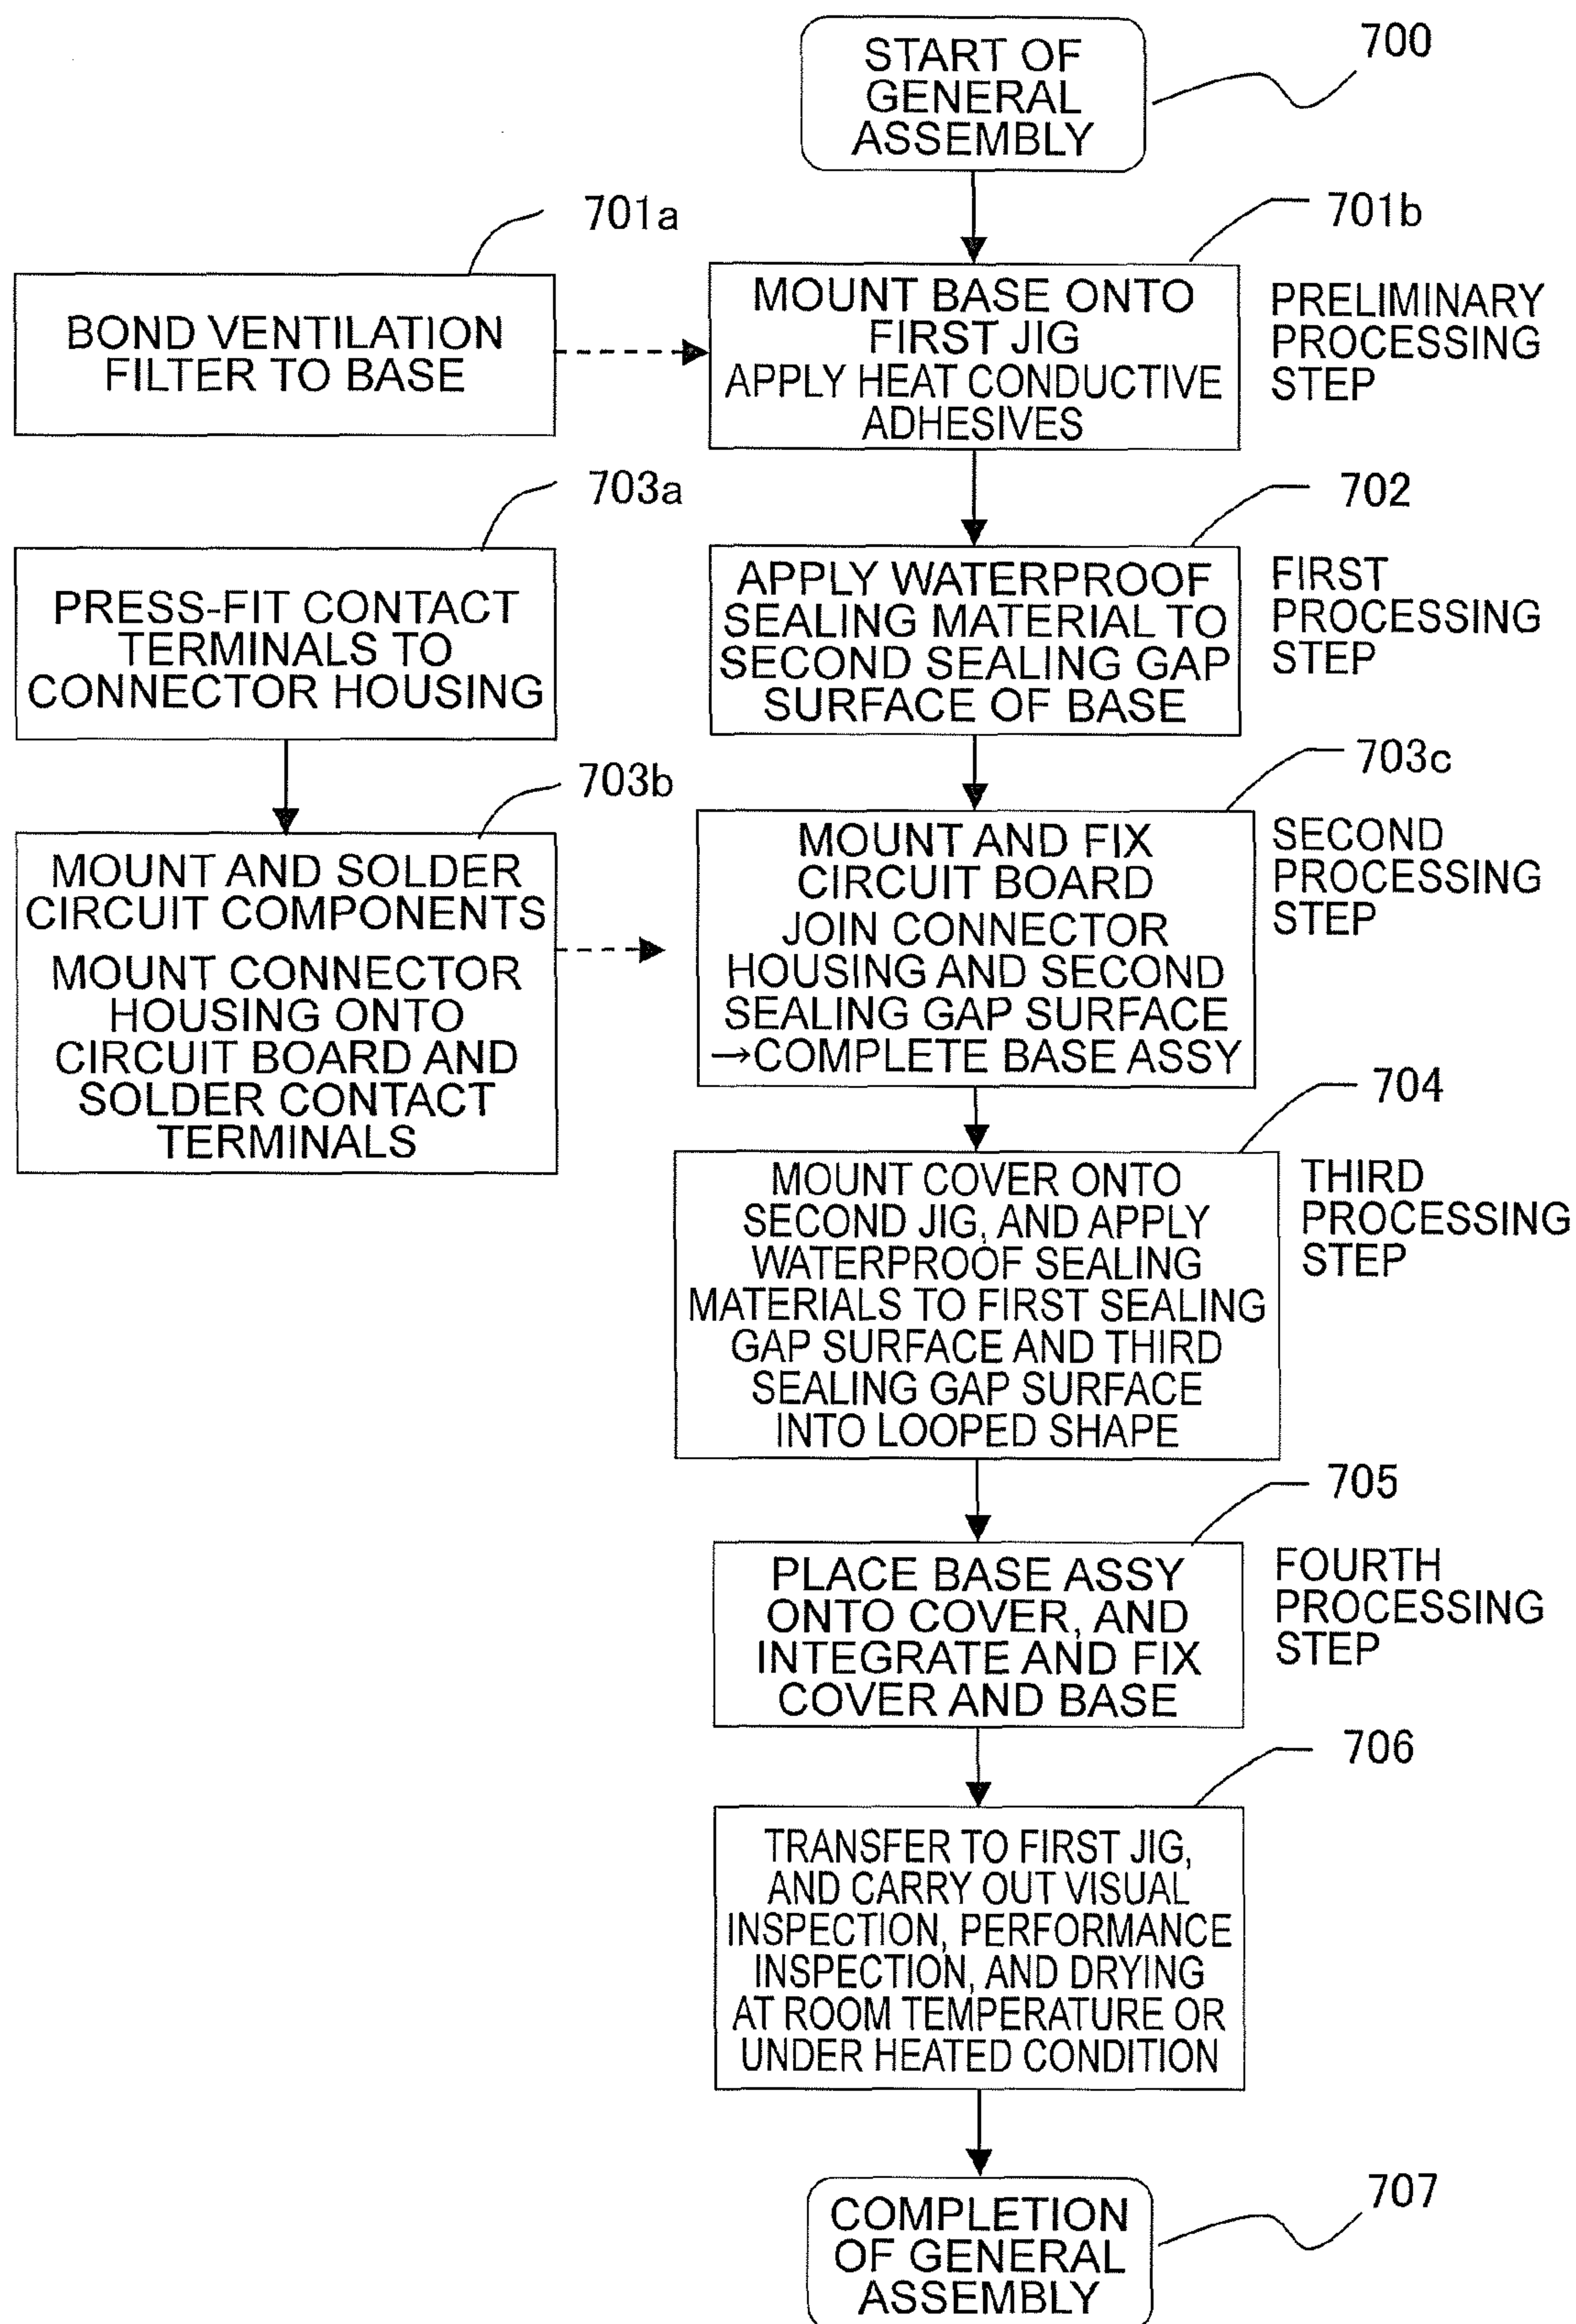 START OF
GENERAL
ASSEMBLY
700
701a
BOND VENTILATION
FILTER TO BASE
701b
MOUNT BASE ONTO
FIRST JIG
APPLY HEAT CONDUCTIVE
ADHESIVES
PRELIMINARY
PROCESSING
STEP
703a
PRESS-FIT CONTACT
TERMINALS TO
CONNECTOR HOUSING
702
APPLY WATERPROOF
SEALING MATERIAL TO
SECOND SEALING GAP
SURFACE OF BASE
FIRST
PROCESSING
STEP
703b
MOUNT AND SOLDER
CIRCUIT COMPONENTS
MOUNT CONNECTOR
HOUSING ONTO
CIRCUIT BOARD AND
SOLDER CONTACT
TERMINALS
703c
MOUNT AND FIX
CIRCUIT BOARD
JOIN CONNECTOR
HOUSING AND SECOND
SEALING GAP SURFACE
→COMPLETE BASE ASSY
SECOND
PROCESSING
STEP
704
MOUNT COVER ONTO
SECOND JIG, AND APPLY
WATERPROOF SEALING
MATERIALS TO FIRST SEALING
GAP SURFACE AND THIRD
SEALING GAP SURFACE
INTO LOOPED SHAPE
THIRD
PROCESSING
STEP
705
PLACE BASE ASSY
ONTO COVER, AND
INTEGRATE AND FIX
COVER AND BASE
FOURTH
PROCESSING
STEP
706
TRANSFER TO FIRST JIG,
AND CARRY OUT VISUAL
INSPECTION, PERFORMANCE
INSPECTION, AND DRYING
AT ROOM TEMPERATURE OR
UNDER HEATED CONDITION
707
COMPLETION
OF GENERAL
ASSEMBLY